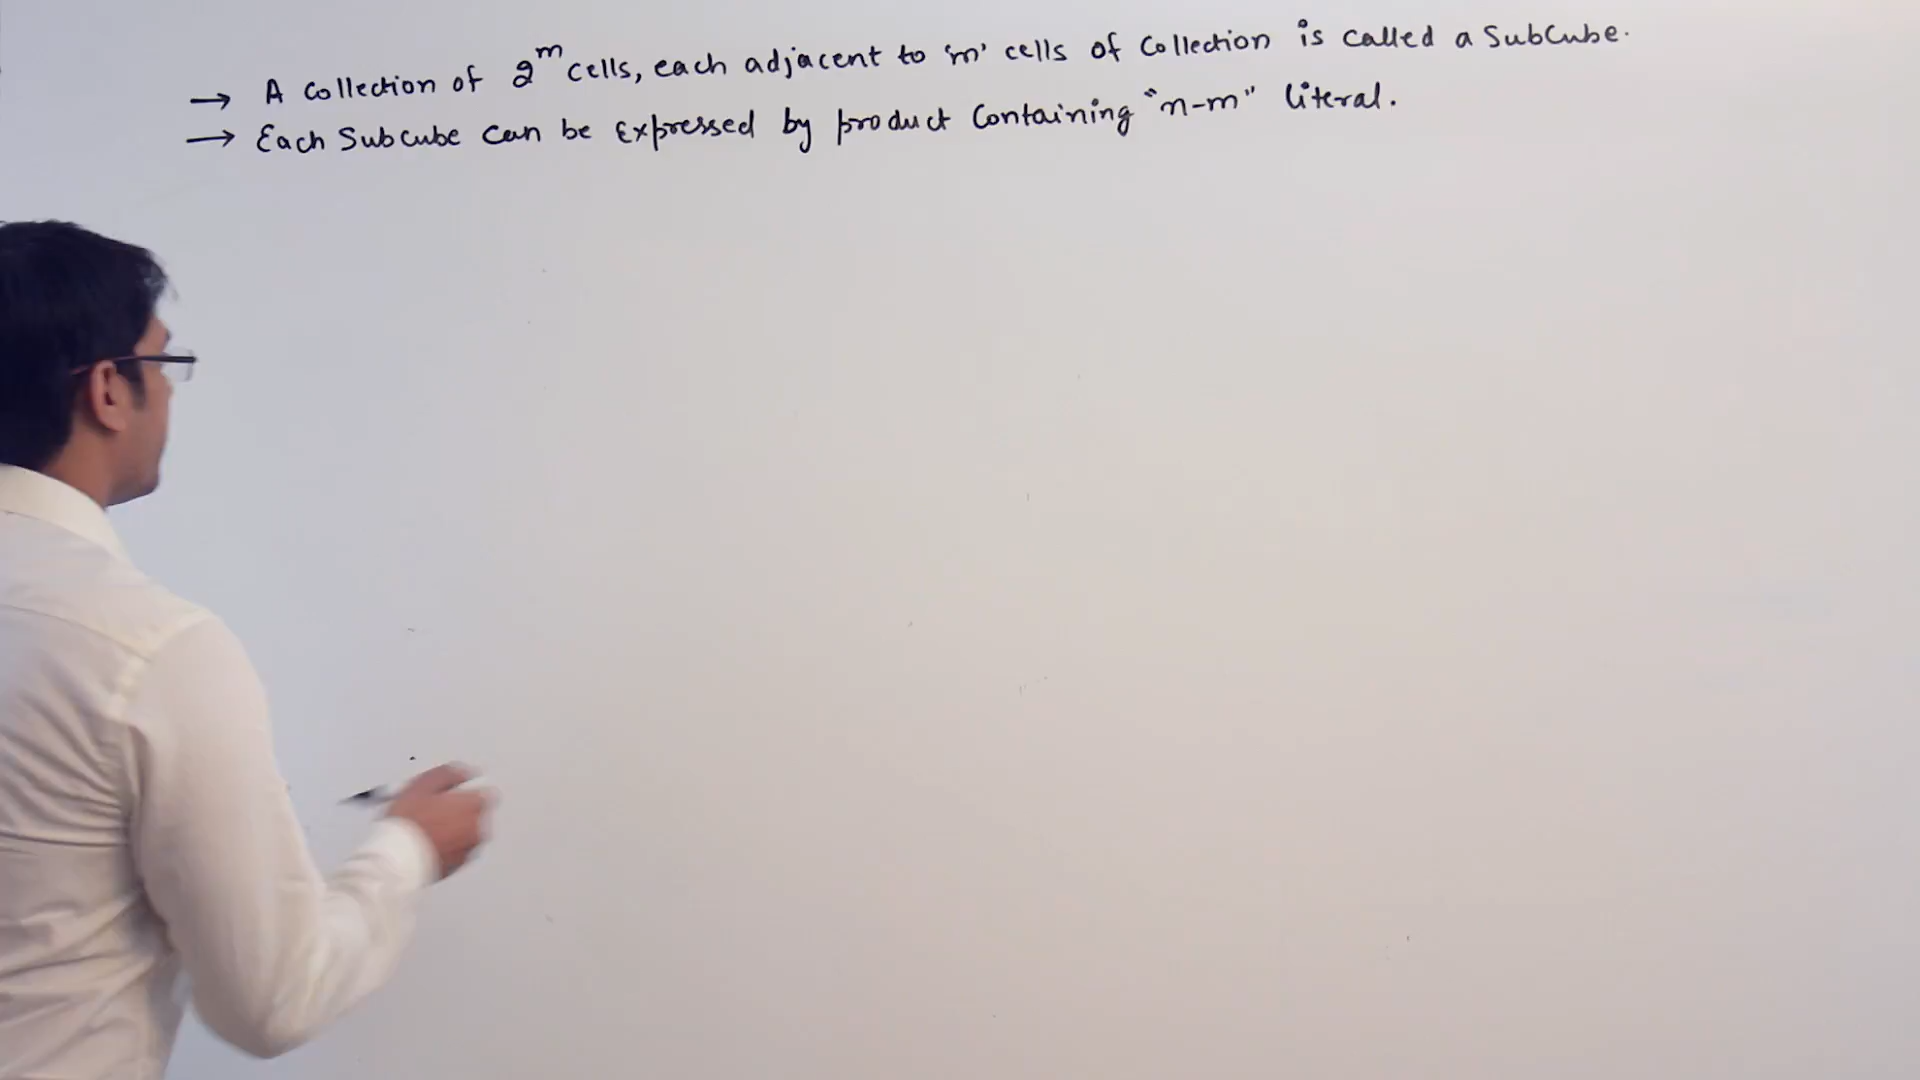 → A Collection of 2^m cells, each adjacent to 'm' cells of Collection is called a SubCube.
→ Each SubCube can be Expressed by product Containing "n-m" literal.